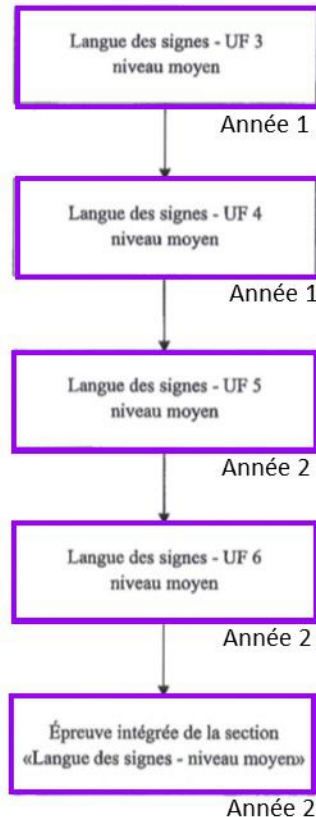 Langue des signes - UF 3
niveau moyen
Année 1
Langue des signes - UF 4
niveau moyen
Année 1
Langue des signes - UF 5
niveau moyen
Année 2
Langue des signes - UF 6
niveau moyen
Année 2
Épreuve intégrée de la section
«Langue des signes - niveau moyen»
Année 2